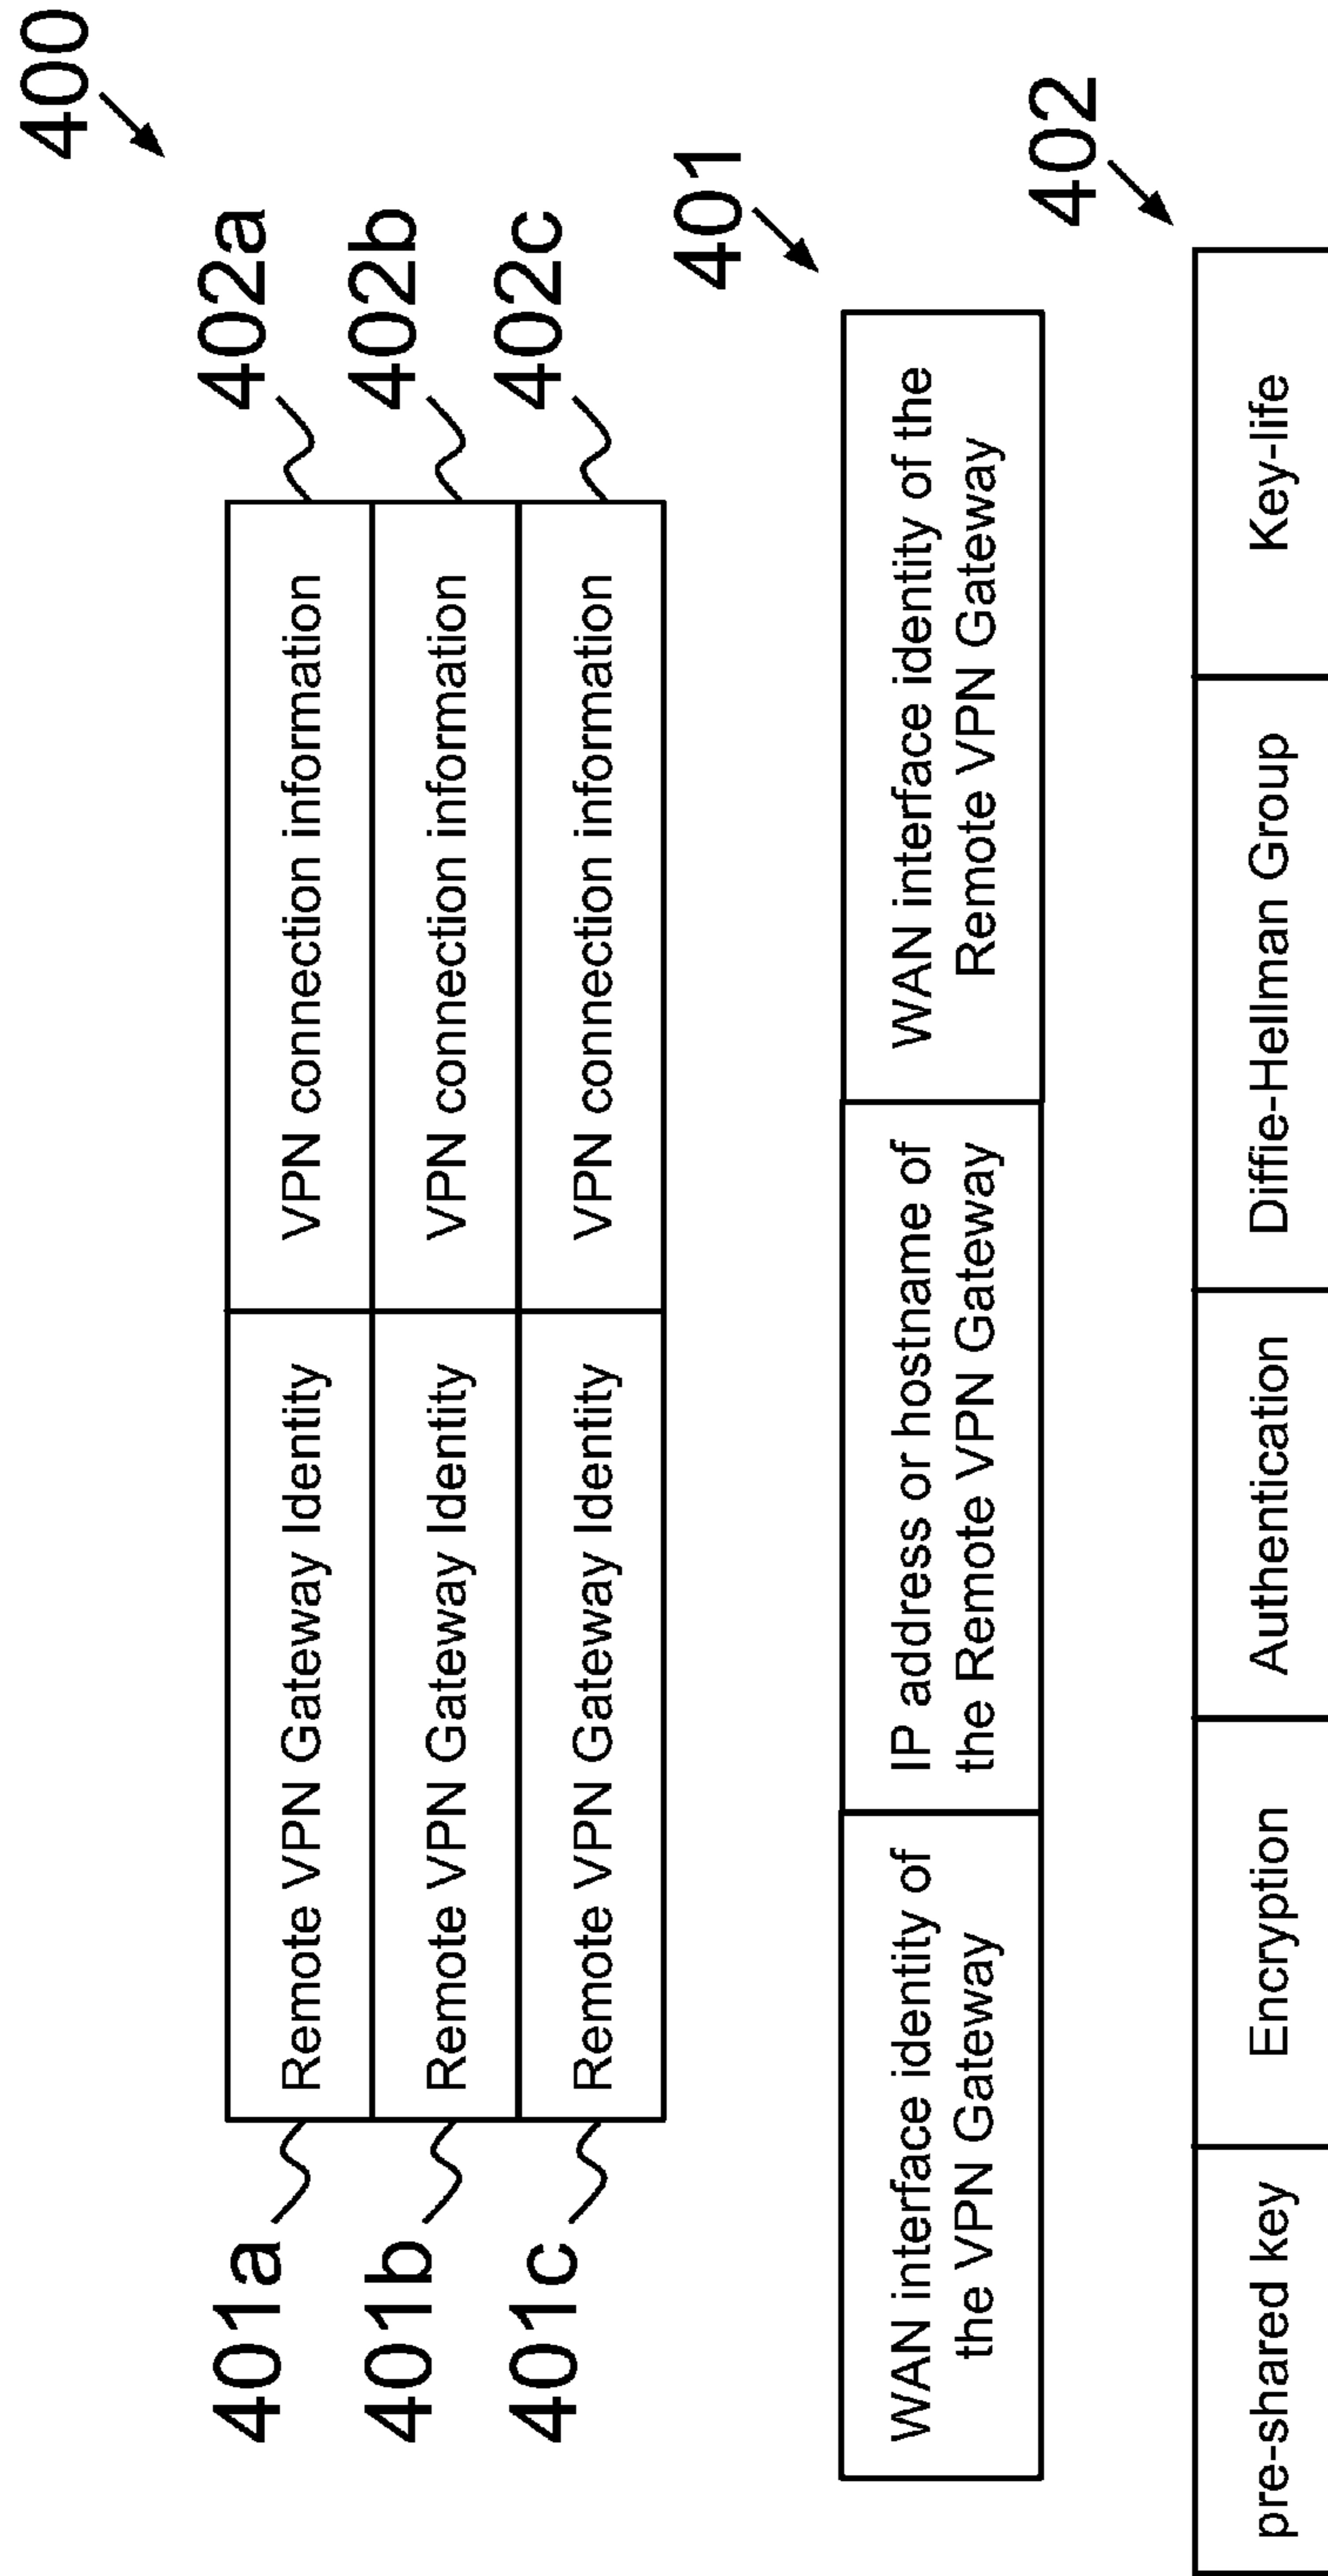 400
401a
Remote VPN Gateway Identity
VPN connection information
402a
401b
Remote VPN Gateway Identity
VPN connection information
402b
401c
Remote VPN Gateway Identity
VPN connection information
402c
401
WAN interface identity of
the VPN Gateway
IP address or hostname of
the Remote VPN Gateway
WAN interface identity of the
Remote VPN Gateway
402
pre-shared key
Encryption
Authentication
Diffie-Hellman Group
Key-life